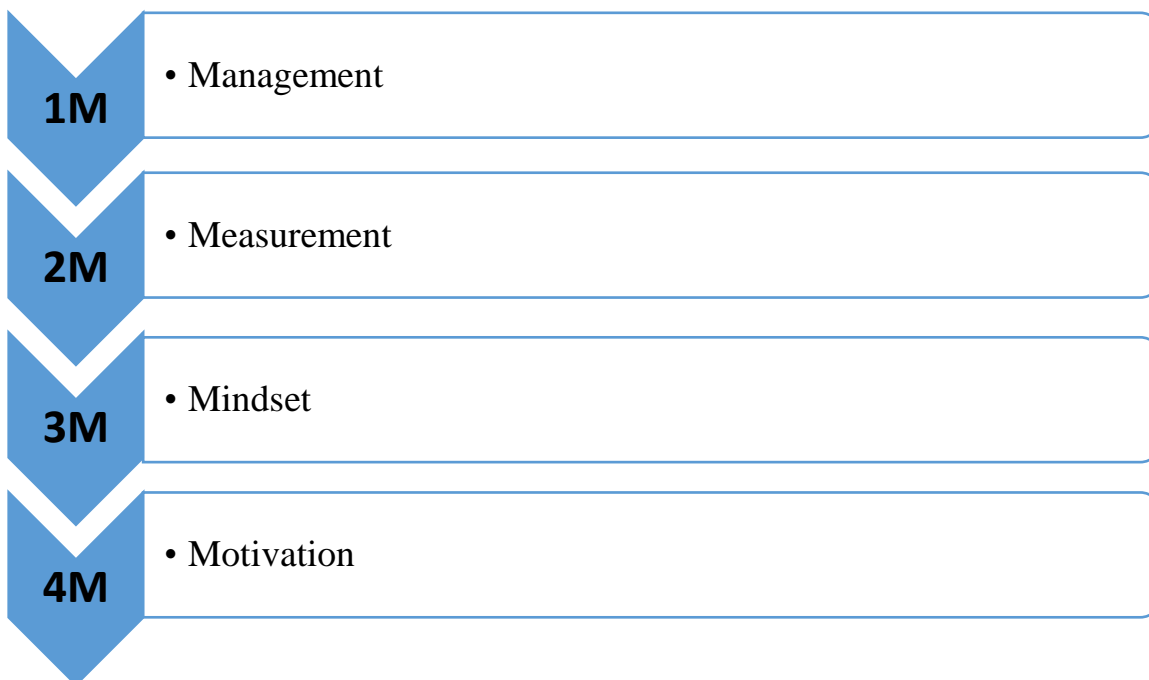 1M
• Management
2M
• Measurement
3M
• Mindset
4M
• Motivation